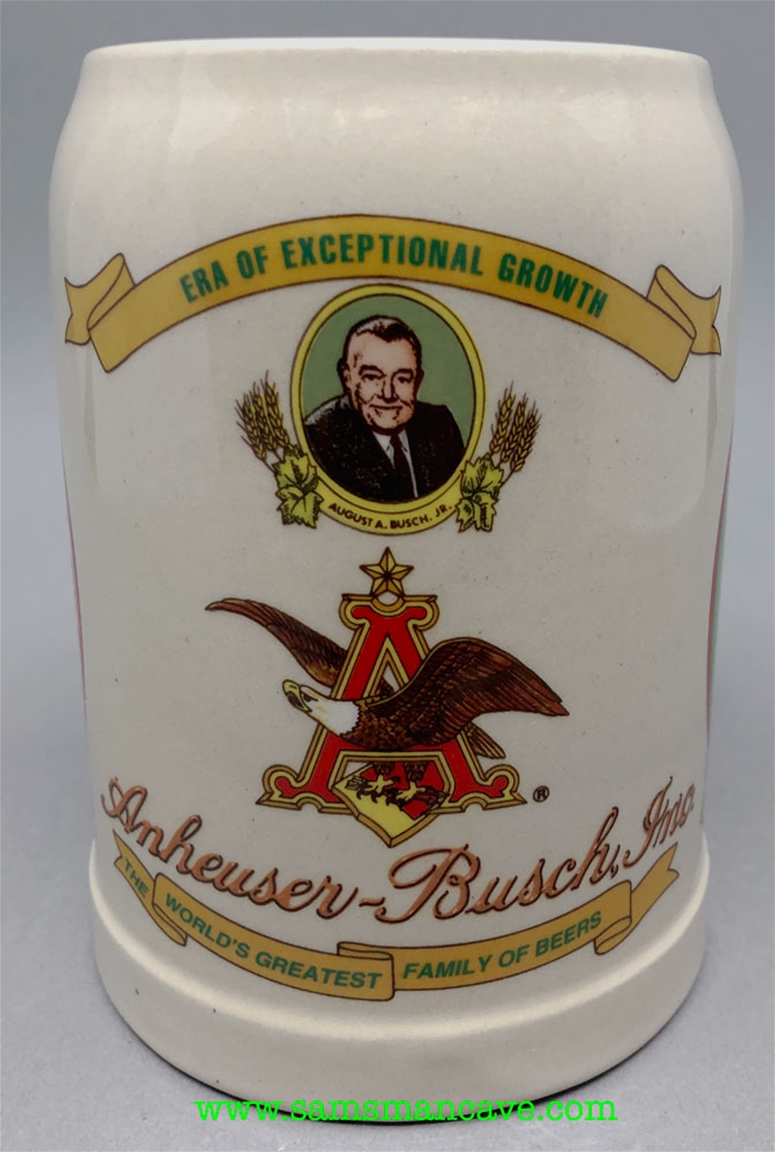 ERA OF EXCEPTIONAL GROWTH
AUGUST A. BUSCH, JR.
A
®
Anheuser-Busch, Inc.
THE WORLD'S GREATEST FAMILY OF BEERS
www.samsmancave.com